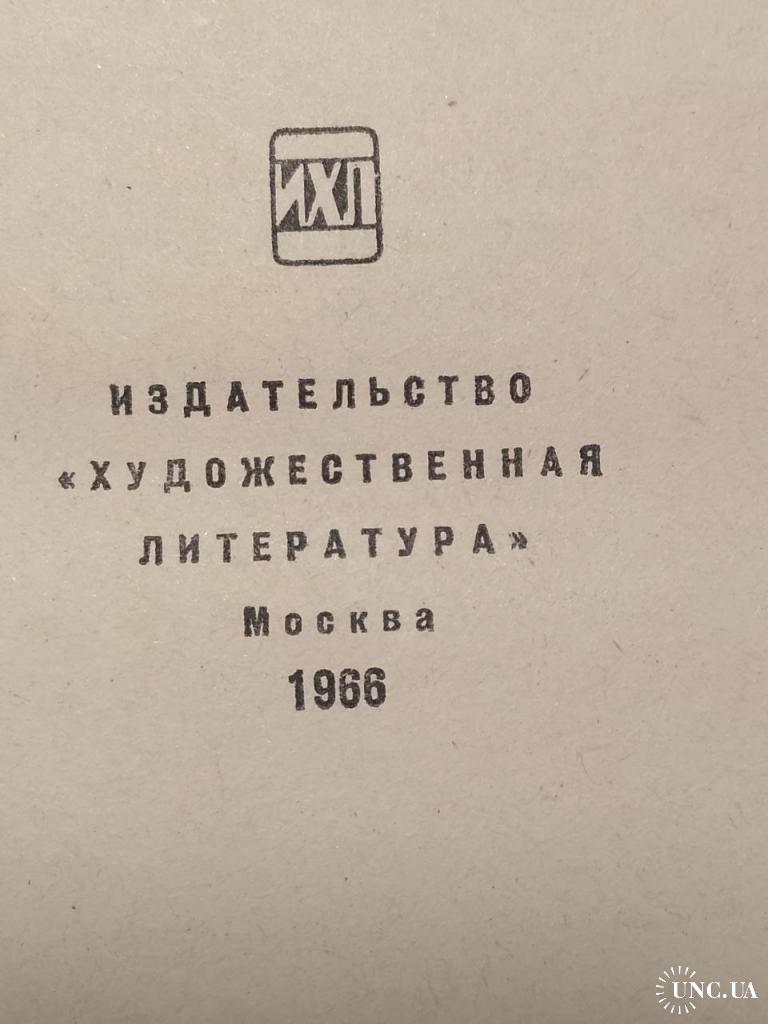 ИХЛ
ИЗДАТЕЛЬСТВО
«ХУДОЖЕСТВЕННАЯ
ЛИТЕРАТУРА»
Москва
1966
UNC.UA